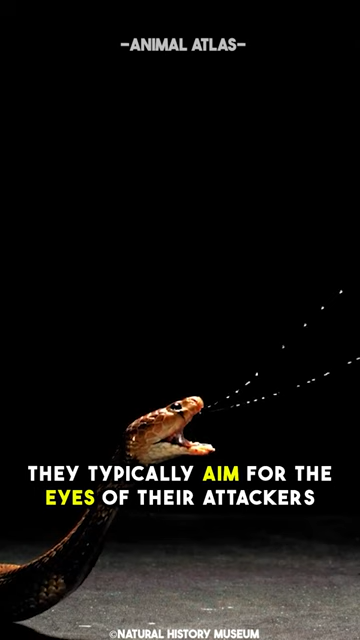 -ANIMAL ATLAS-
THEY TYPICALLY AIM FOR THE
EYES OF THEIR ATTACKERS
©NATURAL HISTORY MUSEUM